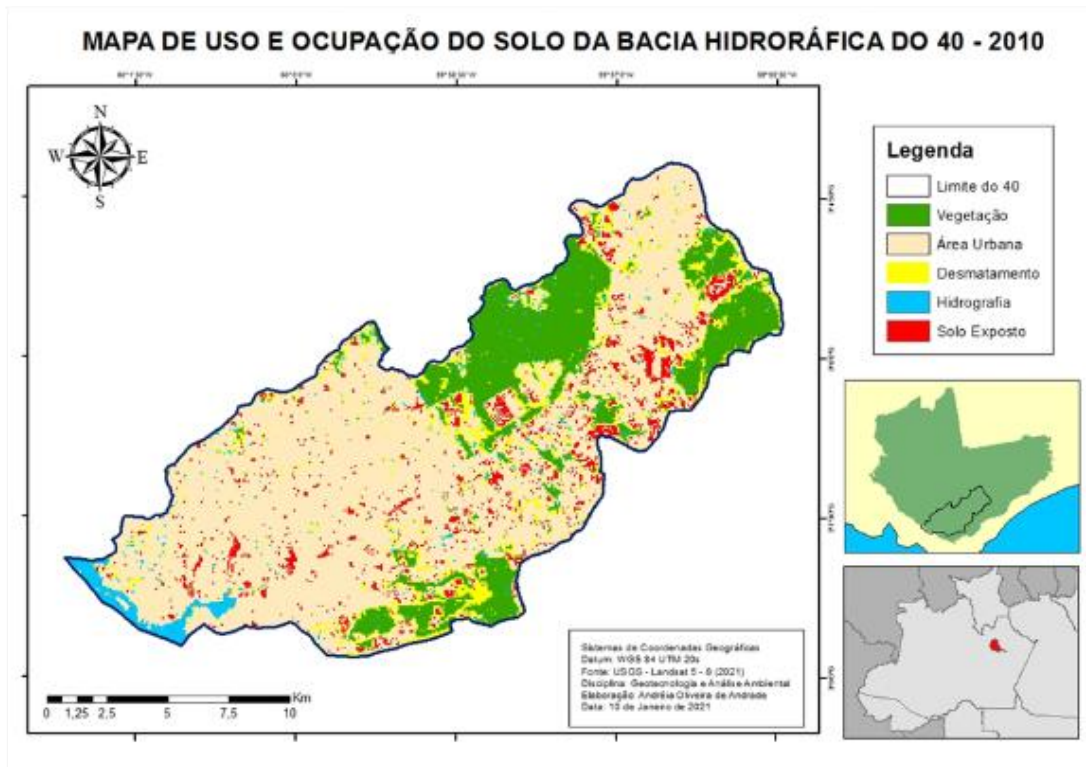 MAPA DE USO E OCUPAÇÃO DO SOLO DA BACIA HIDRORÁFICA DO 40 - 2010
N
W E
S
Legenda
Limite do 40
Vegetação
Área Urbana
Desmatamento
Hidrografia
Solo Exposto
Sistemas de Coordenadas Geográficas
Datum: WGS 84 UTM 20s
Fonte: USGS - Landsat 5 - 8 (2021)
Disciplina: Geotecnologia e Análise Ambiental
Elaboração: Andréia Oliveira de Andrade
Data: 10 de Janeiro de 2021
Km
0 1,25 2,5 5 7,5 10